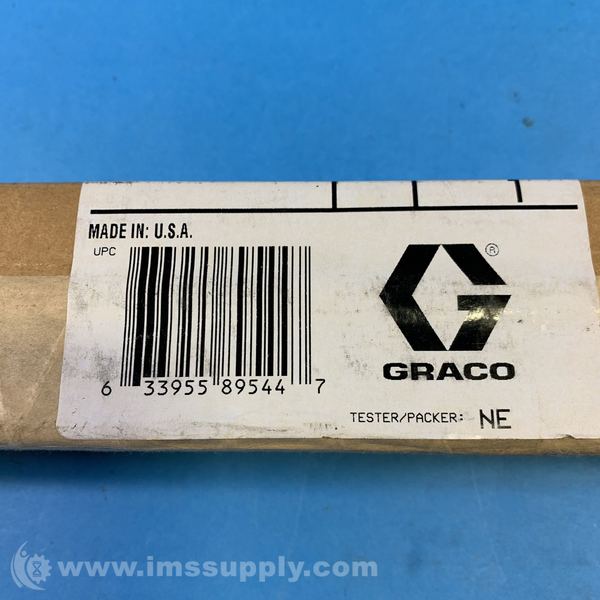 MADE IN: U.S.A.
UPC
6 33955 89544 7
®
GRACO
TESTER/PACKER: NE
www.imssupply.com